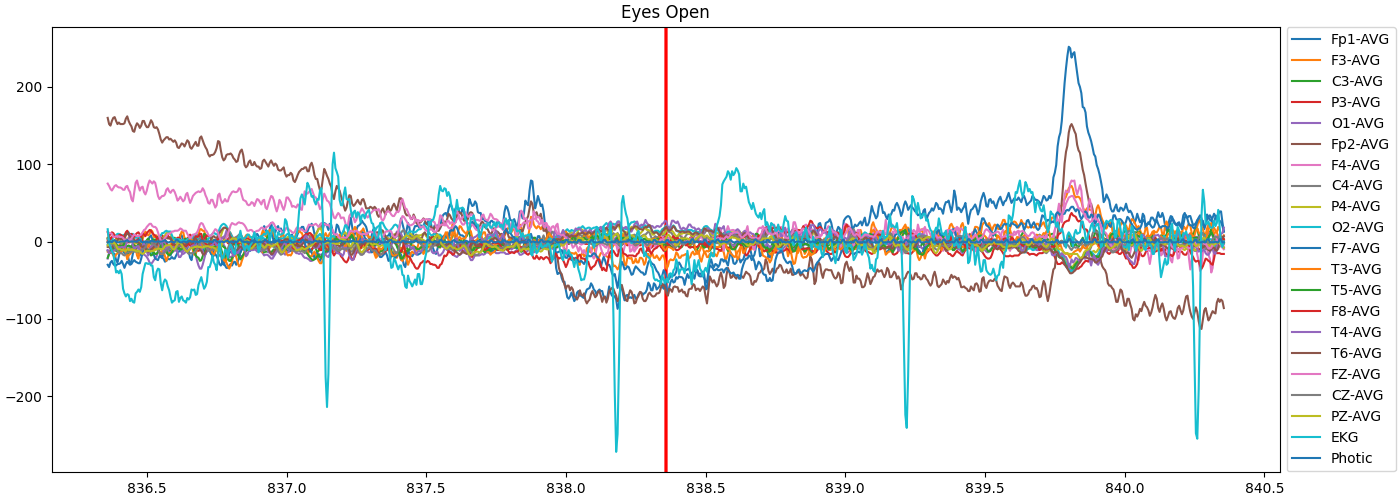 Eyes Open
200
100
0
−100
−200
836.5 837.0 837.5 838.0 838.5 839.0 839.5 840.0 840.5
Fp1-AVG
F3-AVG
C3-AVG
P3-AVG
O1-AVG
Fp2-AVG
F4-AVG
C4-AVG
P4-AVG
O2-AVG
F7-AVG
T3-AVG
T5-AVG
F8-AVG
T4-AVG
T6-AVG
FZ-AVG
CZ-AVG
PZ-AVG
EKG
Photic